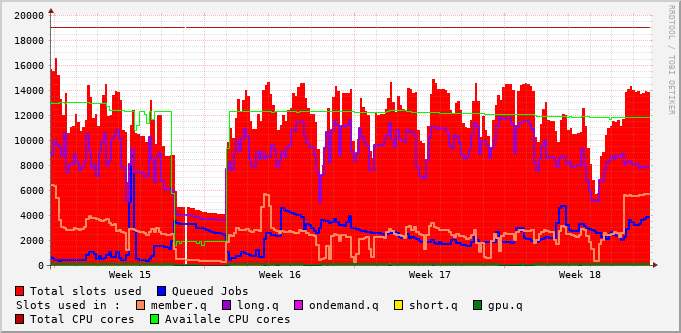 20000
18000
16000
14000
12000
10000
8000
6000
4000
2000
0
Week 15 Week 16 Week 17 Week 18
Total slots used Queued Jobs
Slots used in : member.q long.q ondemand.q short.q gpu.q
Total CPU cores Availale CPU cores
RRDTOOL / TOBI OETIKER